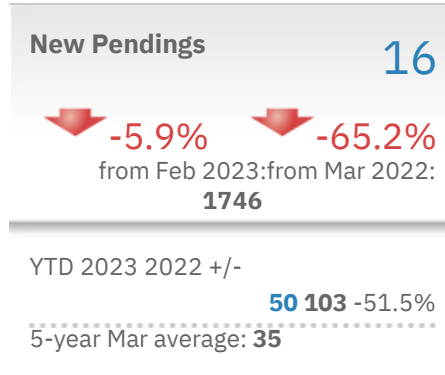 New Pendings
16
-5.9% -65.2%
from Feb 2023:from Mar 2022:
1746
YTD 2023 2022 +/-
50 103 -51.5%
5-year Mar average: 35